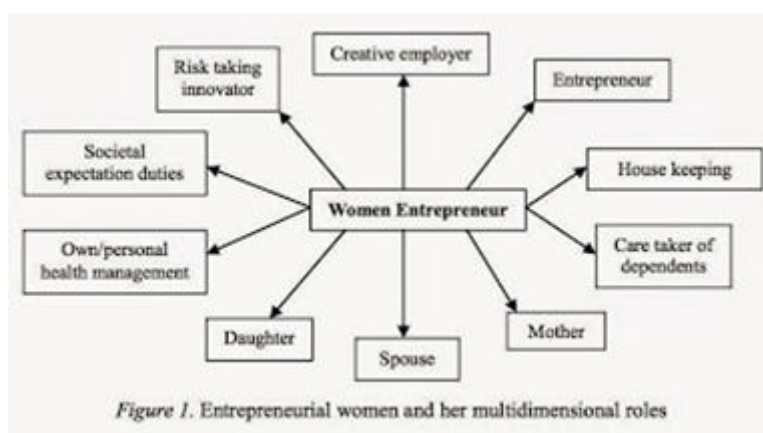 Creative employer
Risk taking
innovator
Entrepreneur
Societal
expectation duties
House keeping
Women Entrepreneur
Own/personal
health management
Care taker of
dependents
Daughter
Spouse
Mother
Figure 1. Entrepreneurial women and her multidimensional roles